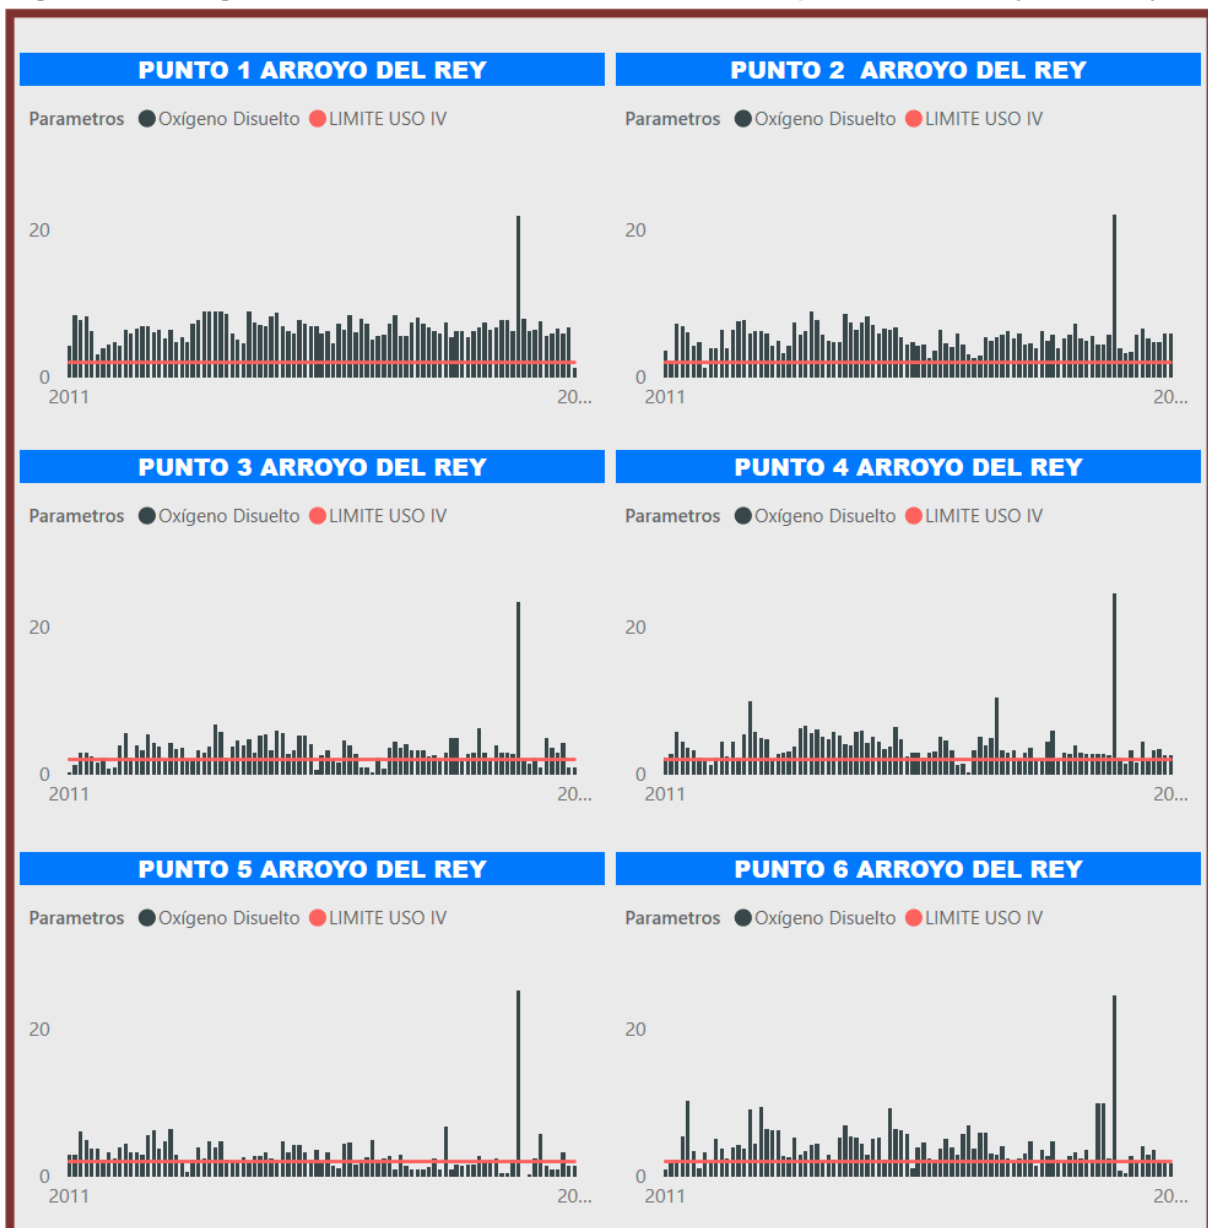 PUNTO 1 ARROYO DEL REY
Parametros Oxígeno Disuelto LIMITE USO IV
20
0
2011 20...
PUNTO 2 ARROYO DEL REY
Parametros Oxígeno Disuelto LIMITE USO IV
20
0
2011 20...
PUNTO 3 ARROYO DEL REY
Parametros Oxígeno Disuelto LIMITE USO IV
20
0
2011 20...
PUNTO 4 ARROYO DEL REY
Parametros Oxígeno Disuelto LIMITE USO IV
20
0
2011 20...
PUNTO 5 ARROYO DEL REY
Parametros Oxígeno Disuelto LIMITE USO IV
20
0
2011 20...
PUNTO 6 ARROYO DEL REY
Parametros Oxígeno Disuelto LIMITE USO IV
20
0
2011 20...